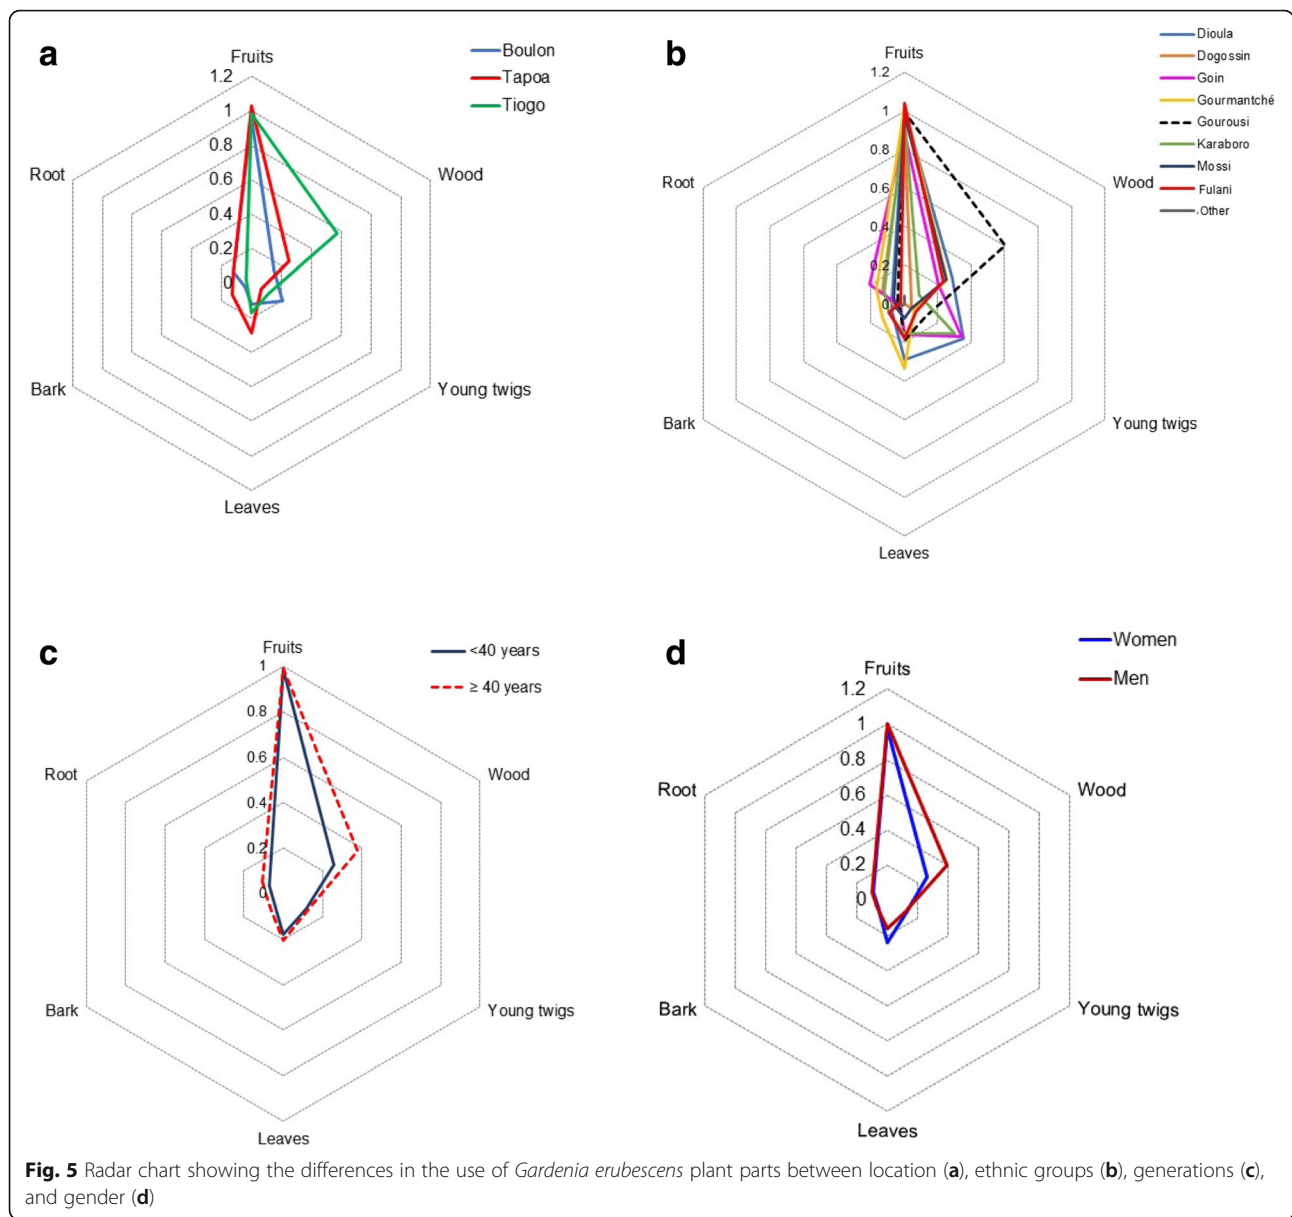 a
Fruits
Boulon
Tapoa
Tiogo
1.2
1
0.8
0.6
0.4
0.2
0
Root
Wood
Bark
Young twigs
Leaves
b
Fruits
Dioula
Dogossin
Goin
Gourmantché
Gourousi
Karaboro
Mossi
Fulani
Other
1.2
1
0.8
0.6
0.4
0.2
0
Root
Wood
Bark
Young twigs
Leaves
c
Fruits
<40 years
≥ 40 years
1
0.8
0.6
0.4
0.2
0
Root
Wood
Bark
Young twigs
Leaves
d
Fruits
Women
Men
1.2
1
0.8
0.6
0.4
0.2
0
Root
Wood
Bark
Young twigs
Leaves
Fig. 5 Radar chart showing the differences in the use of Gardenia erubescens plant parts between location (a), ethnic groups (b), generations (c),
and gender (d)